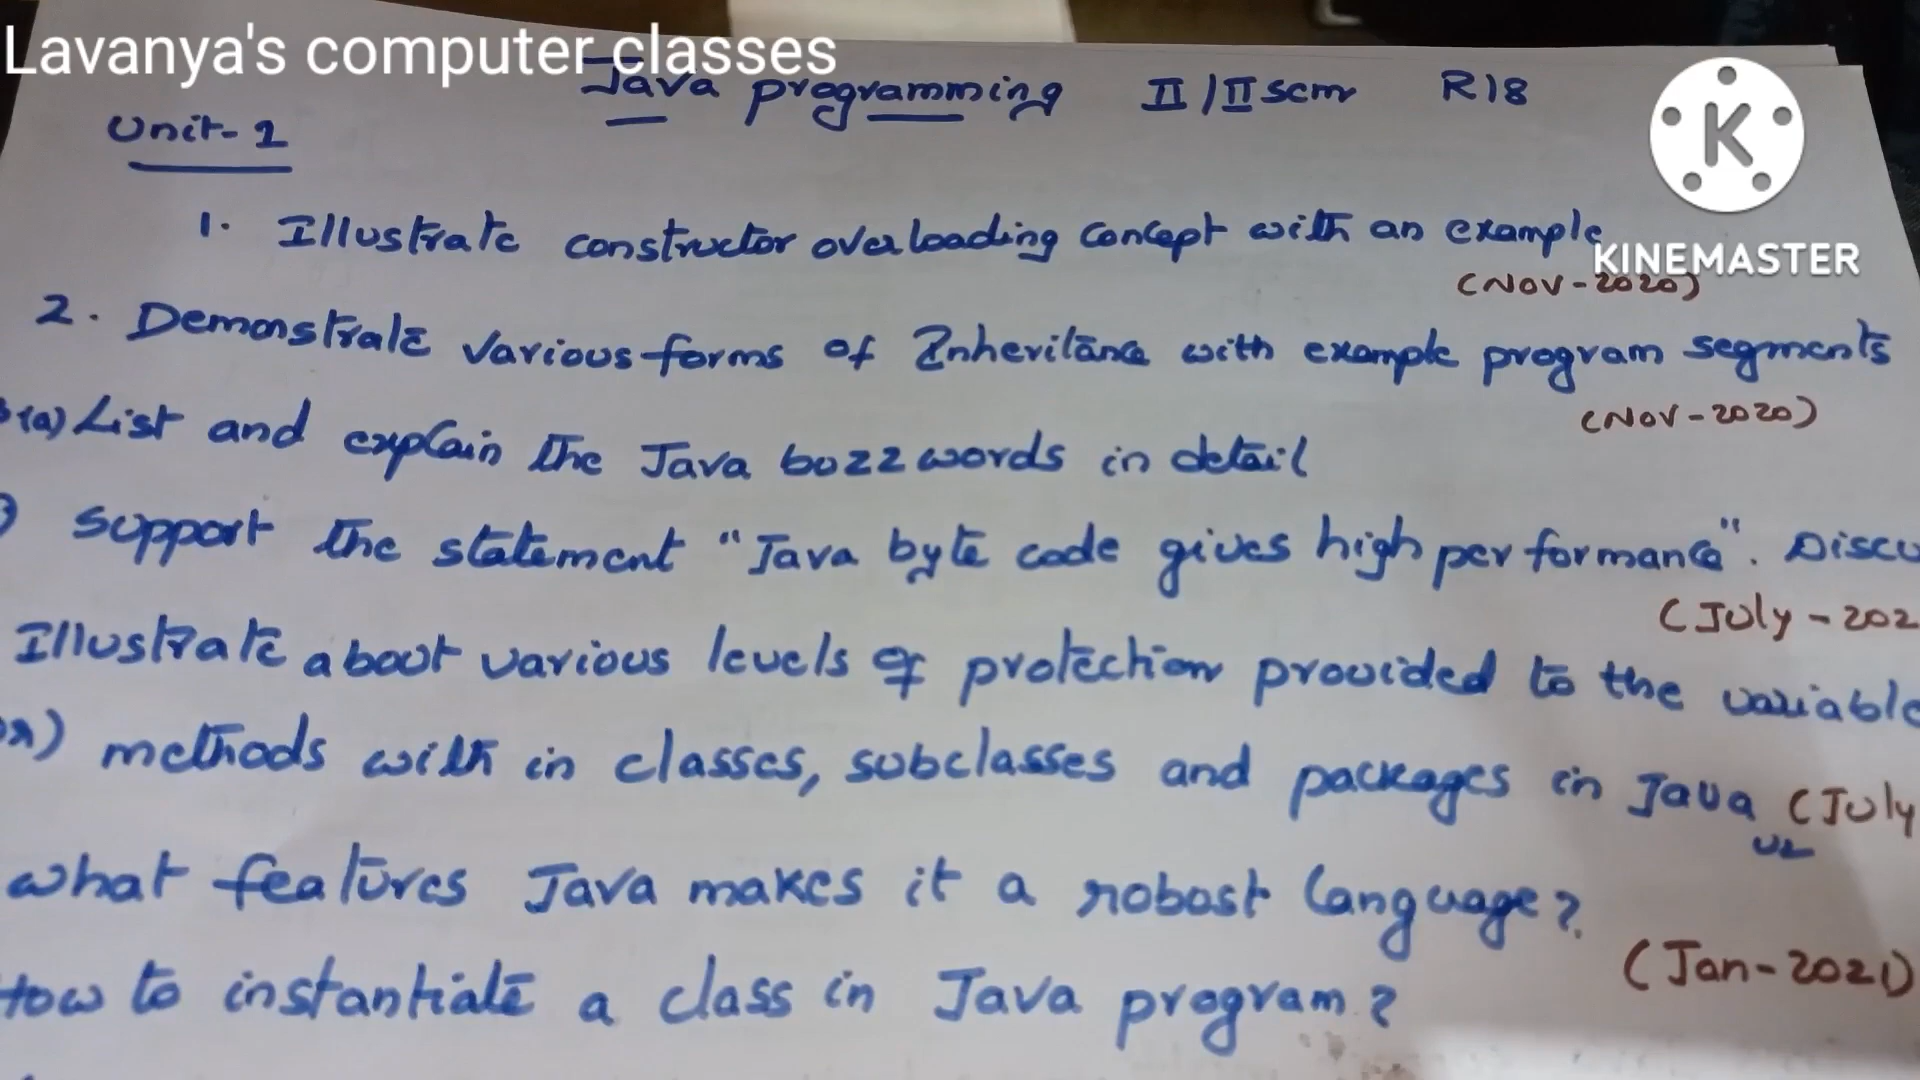 Lavanya's computer classes
Java programming II/II sem R18
Unit-1
1. Illustrate constructor overloading concept with an example
KINEMASTER
(Nov-2020)
2. Demonstrate various forms of Inheritance with example program segments
(Nov-2020)
(a) List and explain the Java buzz words in detail
Support the statement "Java byte code gives high performance". Discu
(July-202
Illustrate about various levels of protection provided to the variable
methods with in classes, subclasses and packages in Java (July
what features Java makes it a robust language?
(Jan-2021)
How to instantiate a class in Java program?